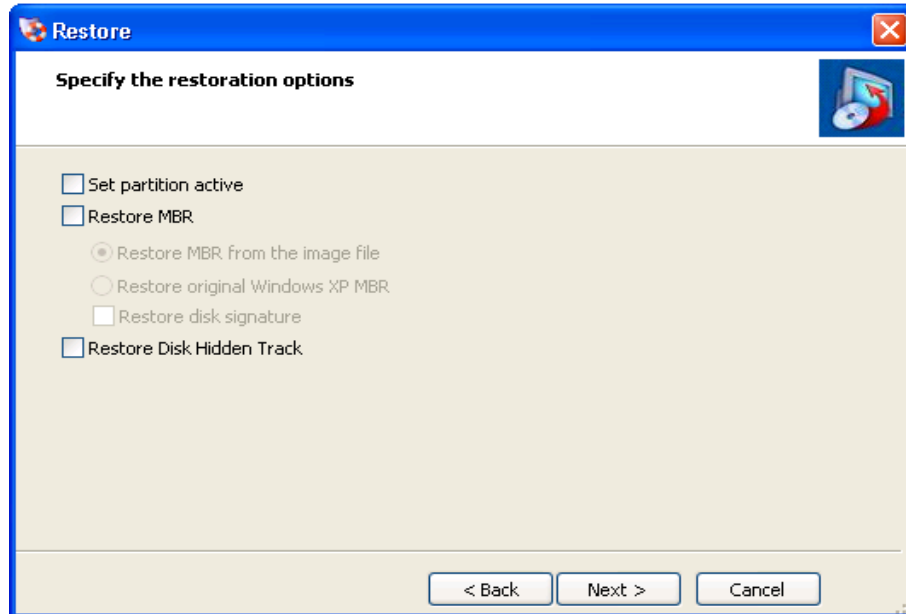 Restore
Specify the restoration options
Set partition active
Restore MBR
Restore MBR from the image file
Restore original Windows XP MBR
Restore disk signature
Restore Disk Hidden Track
< Back Next > Cancel